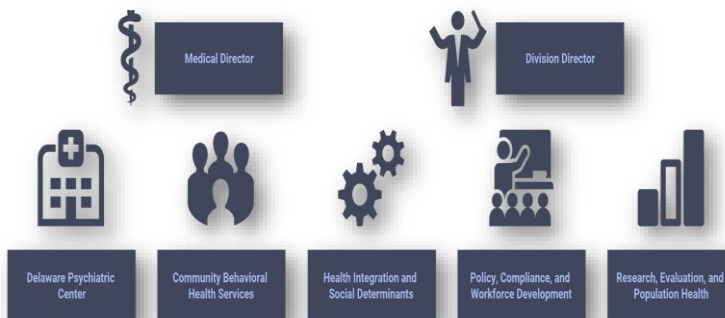 Medical Director
Division Director
Delaware Psychiatric
Center
Community Behavioral
Health Services
Health Integration and
Social Determinants
Policy, Compliance, and
Workforce Development
Research, Evaluation, and
Population Health